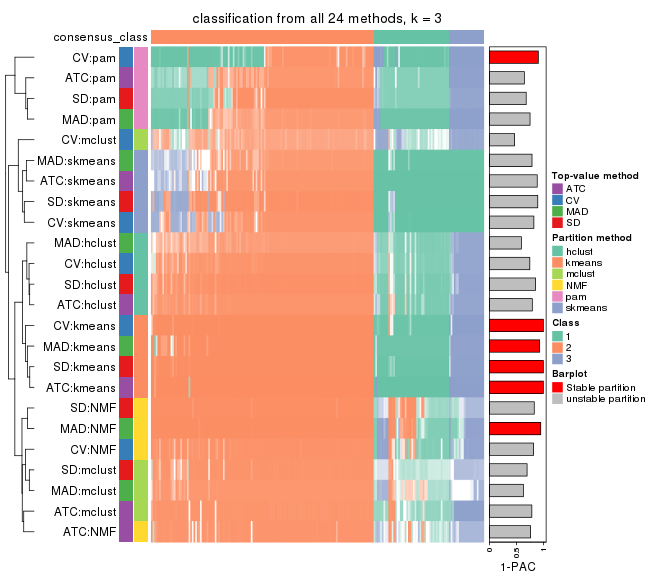 classification from all 24 methods, k = 3
consensus_class
CV:pam
ATC:pam
SD:pam
MAD:pam
CV:mclust
MAD:skmeans
ATC:skmeans
SD:skmeans
CV:skmeans
MAD:hclust
CV:hclust
SD:hclust
ATC:hclust
CV:kmeans
MAD:kmeans
SD:kmeans
ATC:kmeans
SD:NMF
MAD:NMF
CV:NMF
SD:mclust
MAD:mclust
ATC:mclust
ATC:NMF
0
0.5
1
1-PAC
Top-value method
ATC
CV
MAD
SD
Partition method
hclust
kmeans
mclust
NMF
pam
skmeans
Class
1
2
3
Barplot
Stable partition
unstable partition